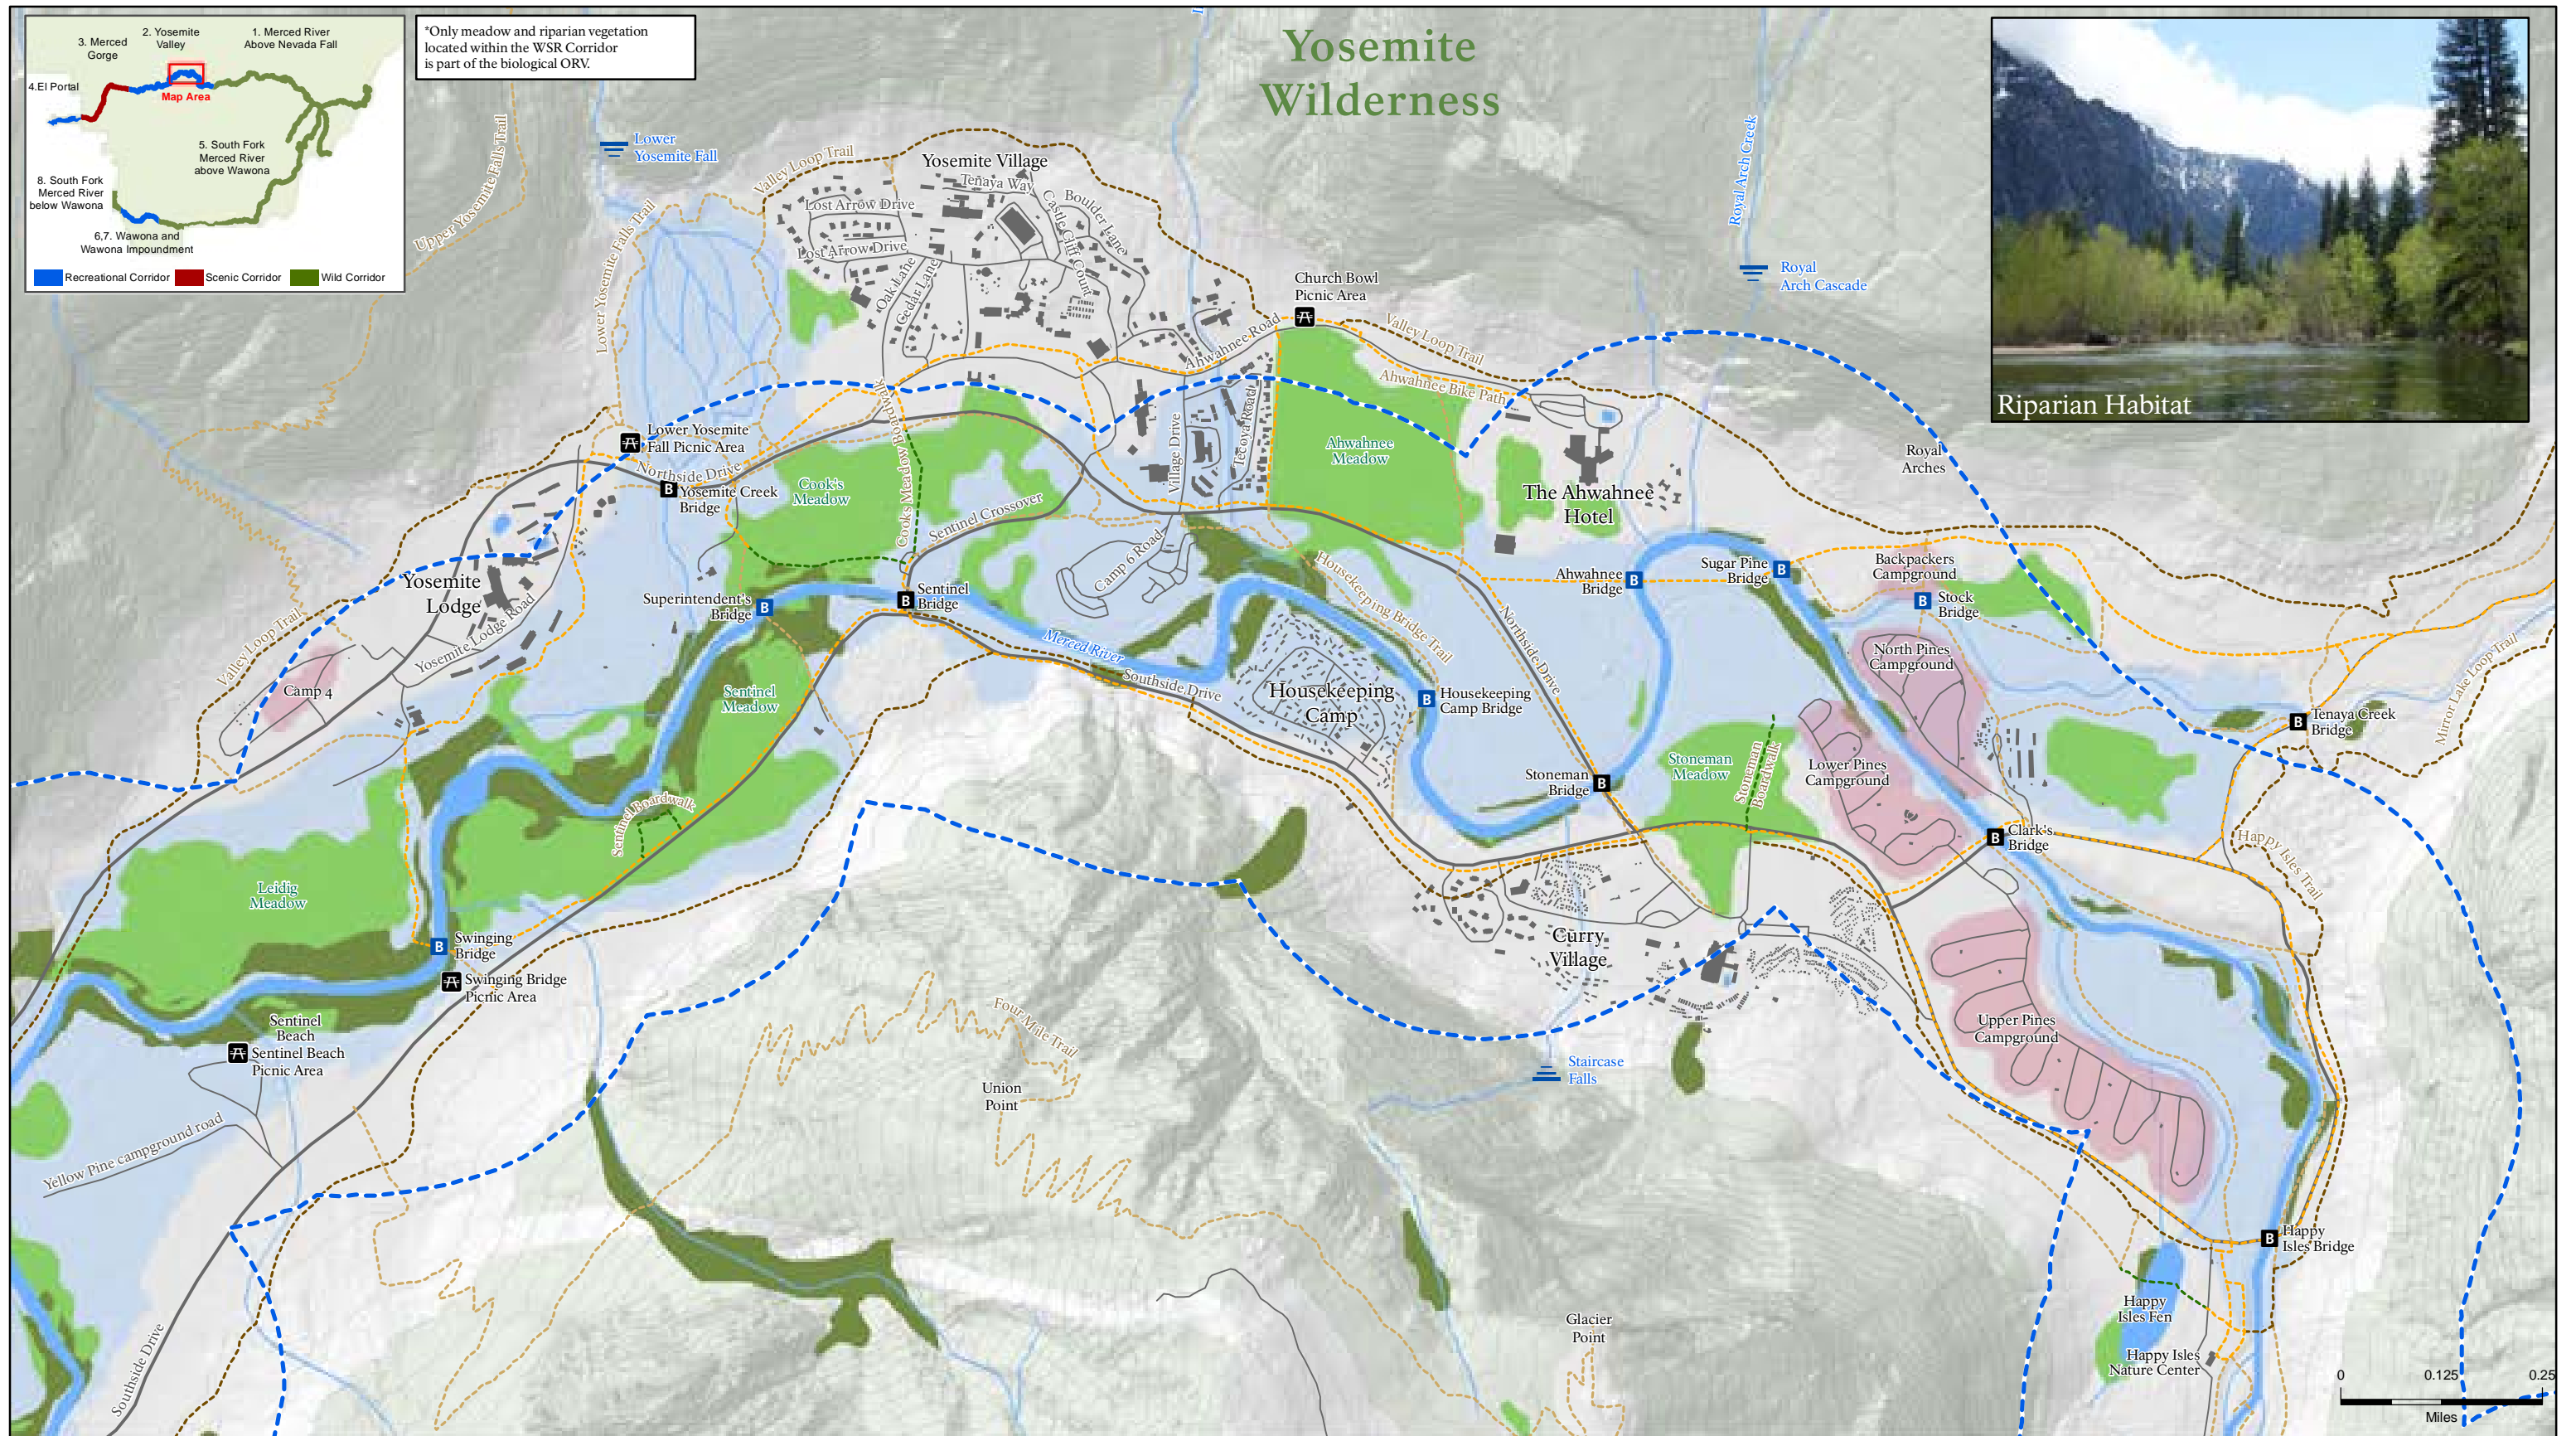 3. Merced
Gorge
2. Yosemite
Valley
1. Merced River
Above Nevada Fall
4.El Portal
Map Area
5. South Fork
Merced River
above Wawona
8. South Fork
Merced River
below Wawona
6,7. Wawona and
Wawona Impoundment
Recreational Corridor
Scenic Corridor
Wild Corridor
*Only meadow and riparian vegetation
located within the WSR Corridor
is part of the biological ORV.
Yosemite
Wilderness
Riparian Habitat
Upper Yosemite Falls Trail
Lower
Yosemite Fall
Lower Yosemite Falls Trail
Valley Loop Trail
Yosemite Village
Tenaya Way
Lost Arrow Drive
Lost Arrow Drive
Castle Cliff Court
Boulder Lane
Oak Lane
Cedar Lane
Church Bowl
Picnic Area
Ahwahnee Road
Valley Loop Trail
Ahwahnee Bike Path
Royal Arch Creek
Royal
Arch Cascade
Lower Yosemite
Fall Picnic Area
Northside Drive
B
Yosemite Creek
Bridge
Cook's
Meadow
Cooks Meadow Boardwalk
Sentinel Crossover
Village Drive
Tecoya Road
Ahwahnee
Meadow
The Ahwahnee
Hotel
Royal
Arches
Camp 6 Road
Yosemite
Lodge
Yosemite Lodge Road
Superintendent's
Bridge
B
B
Sentinel
Bridge
Merced River
Southside Drive
Housekeeping Bridge Trail
Northside Drive
Ahwahnee
Bridge
B
Sugar Pine
Bridge
B
Backpackers
Campground
B
Stock
Bridge
North Pines
Campground
Valley Loop Trail
Camp 4
Sentinel
Meadow
Housekeeping
Camp
B
Housekeeping
Camp Bridge
B
Tenaya Creek
Bridge
Mirror Lake Loop Trail
Stoneman
Bridge
B
Stoneman
Meadow
Stoneman
Boardwalk
Lower Pines
Campground
Sentinel Boardwalk
B
Clark's
Bridge
Happy Isles Trail
Leidig
Meadow
B
Swinging
Bridge
Swinging Bridge
Picnic Area
Curry
Village
Sentinel
Beach
Sentinel Beach
Picnic Area
Four Mile Trail
Upper Pines
Campground
Union
Point
Staircase
Falls
Yellow Pine campground road
B
Happy
Isles Bridge
Happy
Isles Fen
Glacier
Point
Happy Isles
Nature Center
Southside Drive
0
0.125
0.25
Miles